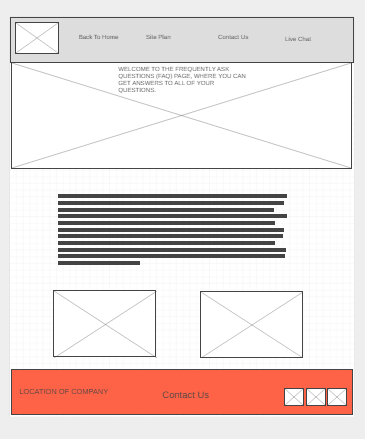 Back To Home
Site Plan
Contact Us
Live Chat
WELCOME TO THE FREQUENTLY ASK
QUESTIONS (FAQ) PAGE, WHERE YOU CAN
GET ANSWERS TO ALL OF YOUR
QUESTIONS.
LOCATION OF COMPANY
Contact Us